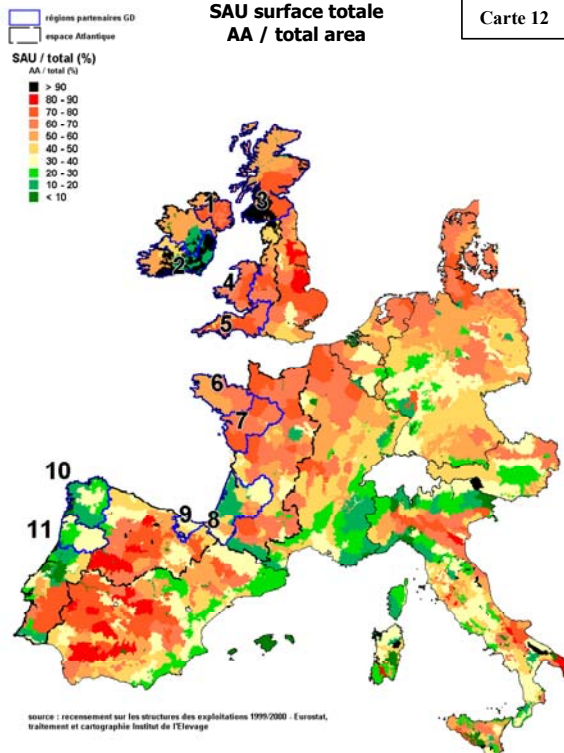 régions partenaires GD
espace Atlantique
SAU surface totale
AA / total area
Carte 12
SAU / total (%)
AA / total (%)
> 90
80 - 90
70 - 80
60 - 70
50 - 60
40 - 50
30 - 40
20 - 30
10 - 20
< 10
1
3
2
4
5
6
7
10
9
8
11
source : recensement sur les structures des exploitations 1999/2000 - Eurostat,
traitement et cartographie Institut de l'Elevage